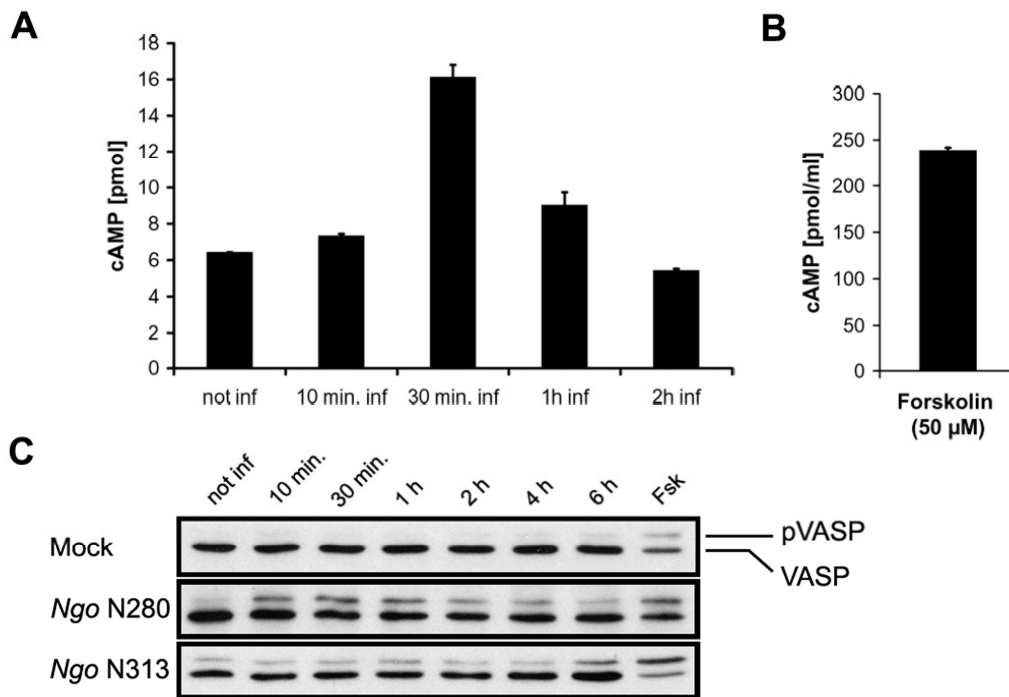 A
cAMP [pmol]
18
16
14
12
10
8
6
4
2
0
not inf
10 min. inf
30 min. inf
1h inf
2h inf
B
cAMP [pmol/ml]
300
250
200
150
100
50
0
Forskolin
(50 µM)
C
not inf
10 min.
30 min.
1 h
2 h
4 h
6 h
Fsk
Mock
pVASP
VASP
Ngo N280
Ngo N313